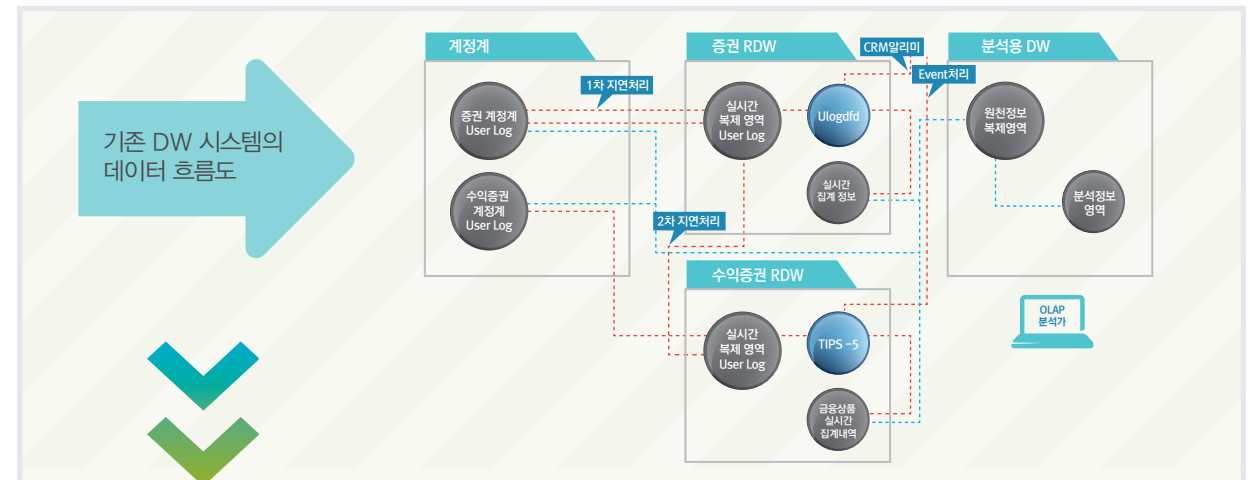 기존 DW 시스템의
데이터 흐름도
계정계
증권 계정계
User Log
수익증권
계정계
User Log
1차 지연처리
2차 지연처리
증권 RDW
실시간
복제 영역
User Log
Ulogdfd
실시간
집계 정보
CRM알리미
Event처리
수익증권 RDW
실시간
복제 영역
User Log
TIPS -5
금융상품
실시간
집계내역
분석용 DW
원천정보
복제영역
분석정보
영역
OLAP
분석가